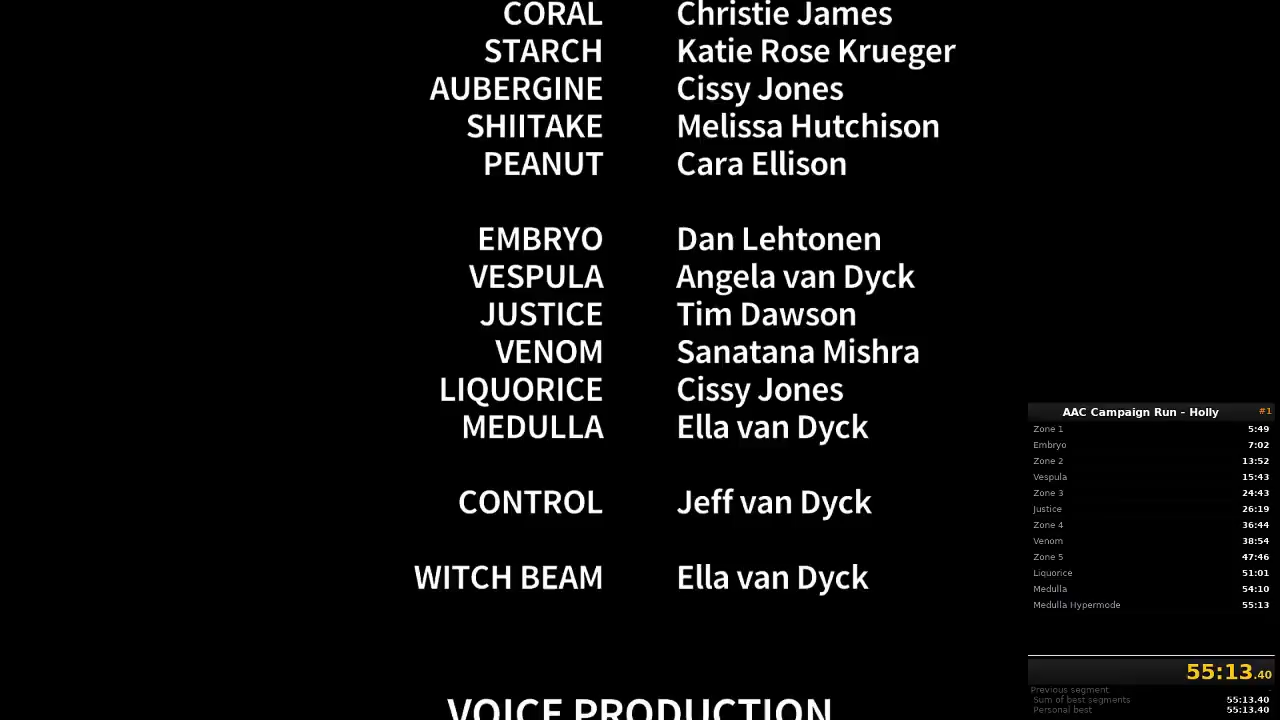 CORAL Christie James
STARCH Katie Rose Krueger
AUBERGINE Cissy Jones
SHIITAKE Melissa Hutchison
PEANUT Cara Ellison
EMBRYO Dan Lehtonen
VESPULA Angela van Dyck
JUSTICE Tim Dawson
VENOM Sanatana Mishra
LIQUORICE Cissy Jones
MEDULLA Ella van Dyck
CONTROL Jeff van Dyck
WITCH BEAM Ella van Dyck
VOICE PRODUCTION
AAC Campaign Run - Holly #1
Zone 1 5:49
Embryo 7:02
Zone 2 13:52
Vespula 15:43
Zone 3 24:43
Justice 26:19
Zone 4 36:44
Venom 38:54
Zone 5 47:46
Liquorice 51:01
Medulla 54:10
Medulla Hypermode 55:13
55:13.40
Previous segment -
Sum of best segments 55:13.40
Personal best 55:13.40